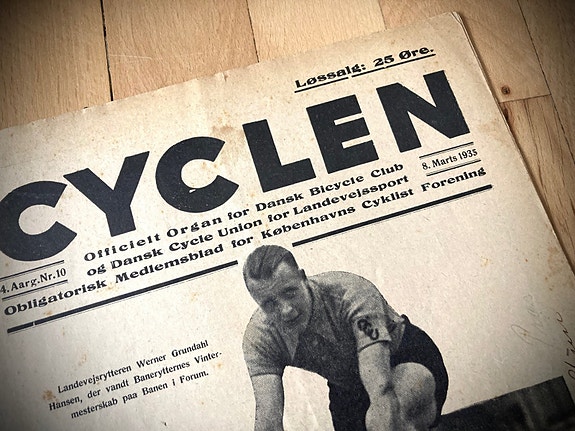 Løssalg: 25 Øre.
CYCLEN
Officielt Organ for Dansk Bicycle Club
og Dansk Cycle Union for Landevejssport
Obligatorisk Medlemsblad for Københavns Cyklist Forening
4. Aarg. Nr. 10
8. Marts 1935
Landevejsrytteren Werner Grundahl
Hansen, der vandt Banerytternes Vinter-
mesterskab paa Banen i Forum.